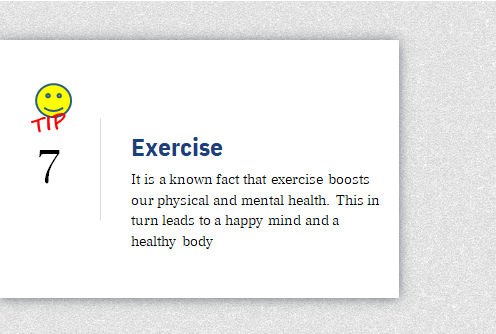 TIP
7
Exercise
It is a known fact that exercise boosts
our physical and mental health. This in
turn leads to a happy mind and a
healthy body